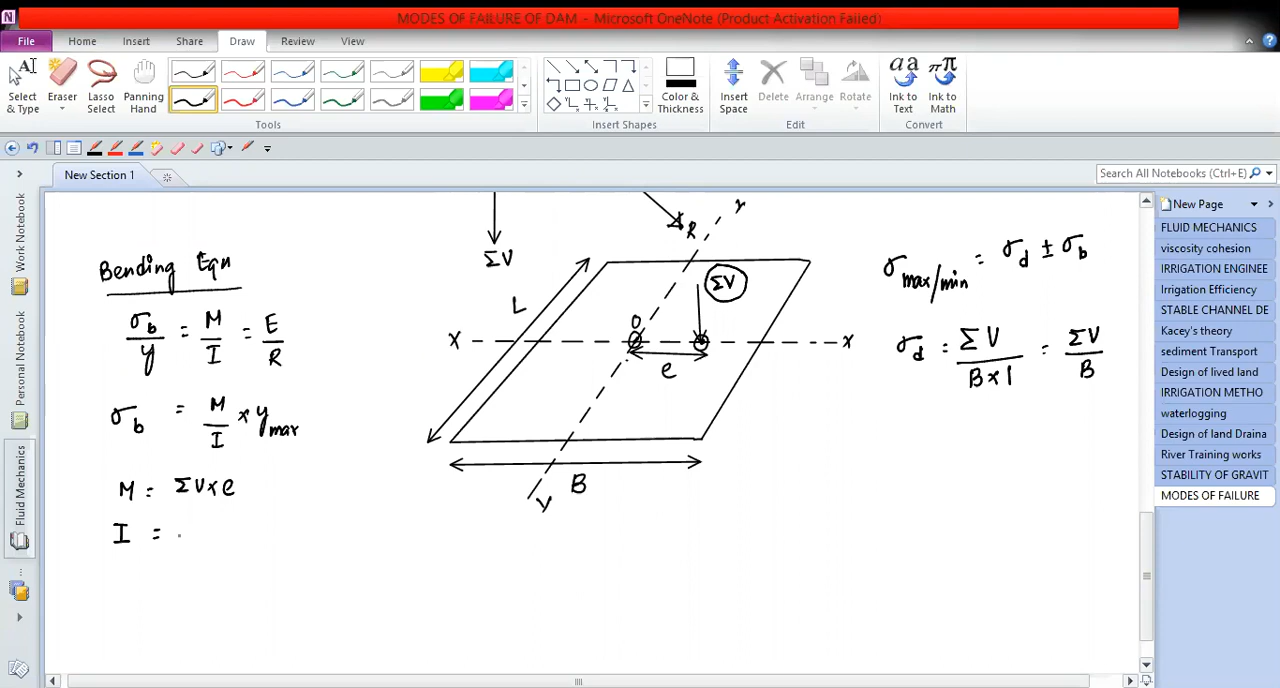 MODES OF FAILURE OF DAM - Microsoft OneNote (Product Activation Failed)
File Home Insert Share Draw Review View
Select & Type
Eraser
Lasso Select
Panning Hand
Color & Thickness
Insert Space
Delete
Arrange
Rotate
Ink to Text
Ink to Math
Tools
Insert Shapes
Edit
Convert
New Section 1
Search All Notebooks (Ctrl+E)
Work Notebook
Personal Notebook
Fluid Mechanics
New Page
FLUID MECHANICS
viscosity cohesion
IRRIGATION ENGINEE
Irrigation Efficiency
STABLE CHANNEL DE
Kacey's theory
sediment Transport
Design of lived land
IRRIGATION METHO
waterlogging
Design of land Draina
River Training works
STABILITY OF GRAVIT
MODES OF FAILURE
Bending Eqn
σb/y = M/I = E/R
σb = M/I × ymax
M = ΣV×e
I =
ΣV
R
Y
L
O
ΣV
X
X
e
B
Y
σmax/min = σd ± σb
σd = ΣV/B×1 = ΣV/B